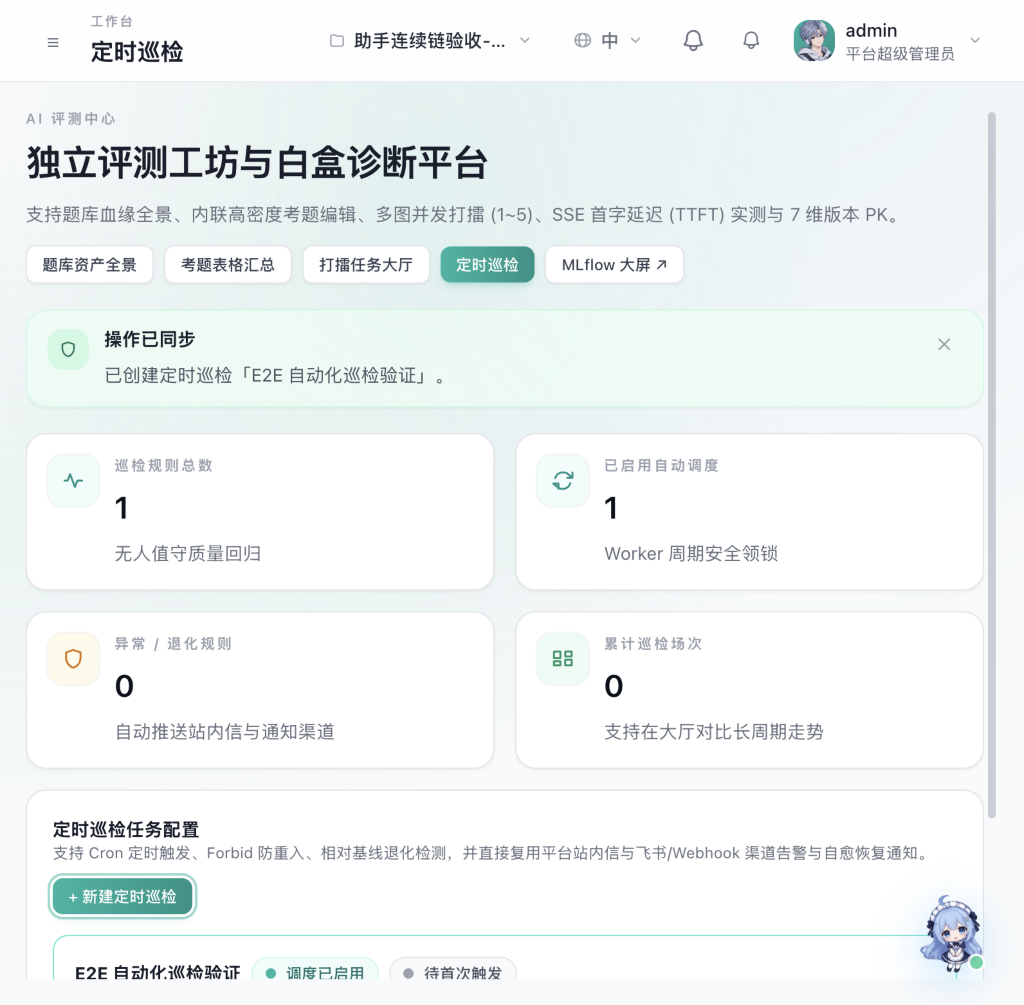 工作台
定时巡检
助手连续链验收-...
中
admin
平台超级管理员
AI 评测中心
独立评测工坊与白盒诊断平台
支持题库血缘全景、内联高密度考题编辑、多图并发打擂 (1~5)、SSE 首字延迟 (TTFT) 实测与 7 维版本 PK。
题库资产全景
考题表格汇总
打擂任务大厅
定时巡检
MLflow 大屏 ↗
操作已同步
已创建定时巡检「E2E 自动化巡检验证」。
巡检规则总数
1
无人值守质量回归
已启用自动调度
1
Worker 周期安全领锁
异常 / 退化规则
0
自动推送站内信与通知渠道
累计巡检场次
0
支持在大厅对比长周期走势
定时巡检任务配置
支持 Cron 定时触发、Forbid 防重入、相对基线退化检测，并直接复用平台站内信与飞书/Webhook 渠道告警与自愈恢复通知。
+ 新建定时巡检
E2E 自动化巡检验证
调度已启用
待首次触发